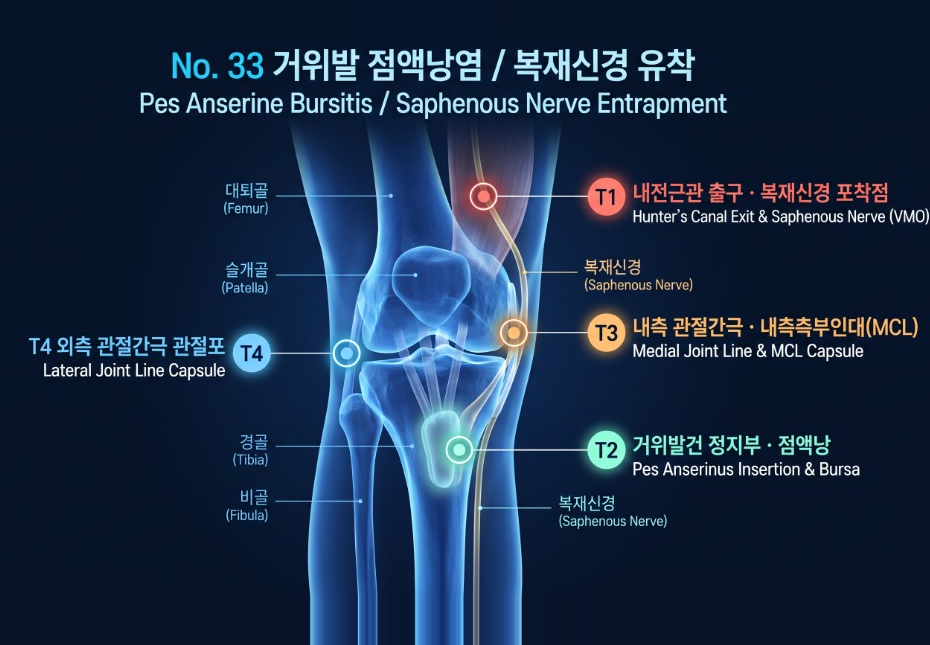 No. 33 거위발 점액낭염 / 복재신경 유착
Pes Anserine Bursitis / Saphenous Nerve Entrapment
대퇴골
(Femur)
T1 내전근관 출구 · 복재신경 포착점
Hunter's Canal Exit & Saphenous Nerve (VMO)
슬개골
(Patella)
복재신경
(Saphenous Nerve)
T3 내측 관절간극 · 내측측부인대(MCL)
Medial Joint Line & MCL Capsule
T4 외측 관절간극 관절포 T4
Lateral Joint Line Capsule
경골
(Tibia)
T2 거위발건 정지부 · 점액낭
Pes Anserinus Insertion & Bursa
비골
(Fibula)
복재신경
(Saphenous Nerve)